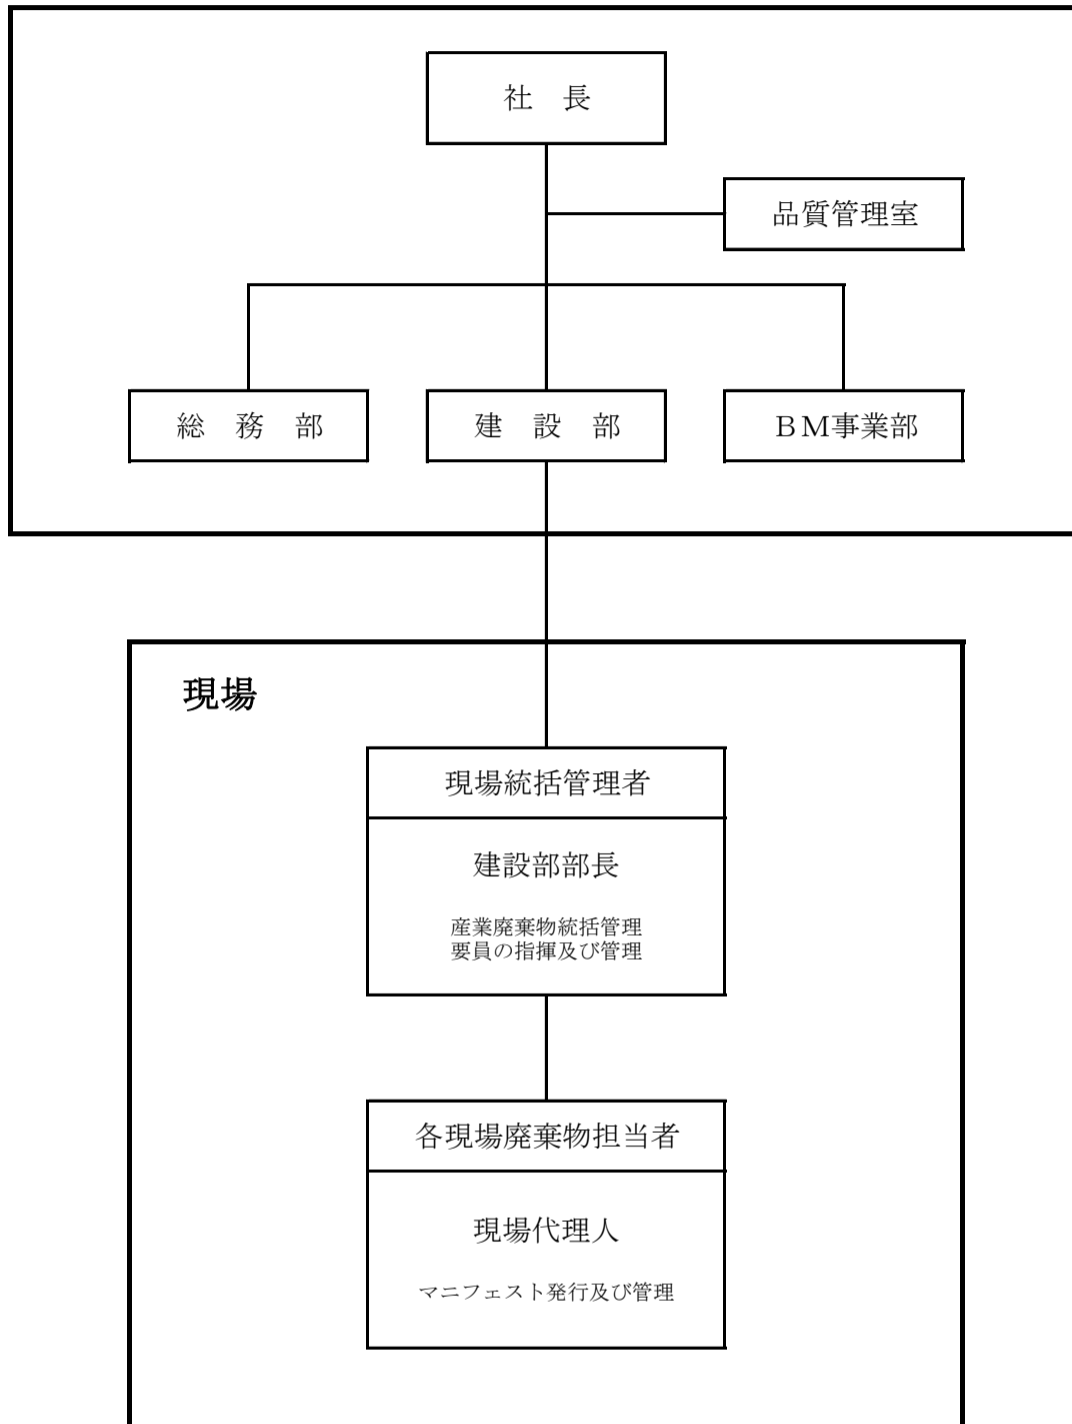 社　長
品質管理室
総　務　部
建　設　部
ＢＭ事業部
現場
現場統括管理者
建設部部長
産業廃棄物統括管理
要員の指揮及び管理
各現場廃棄物担当者
現場代理人
マニフェスト発行及び管理